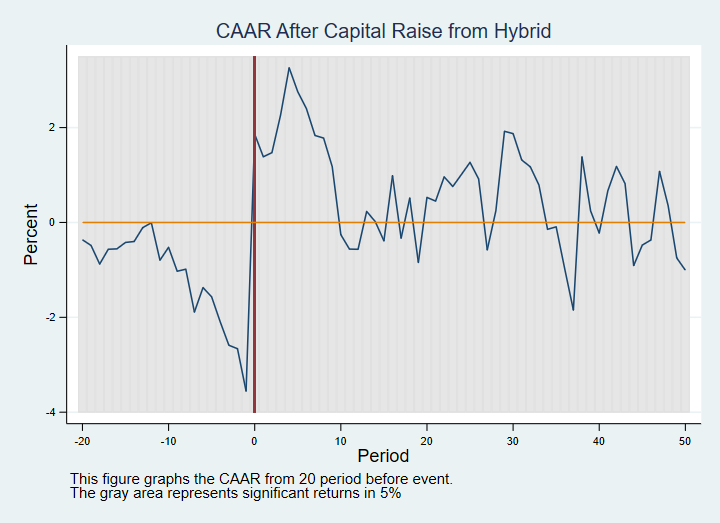 CAAR After Capital Raise from Hybrid
Percent
2
0
-2
-4
-20
-10
0
10
20
30
40
50
Period
This figure graphs the CAAR from 20 period before event.
The gray area represents significant returns in 5%